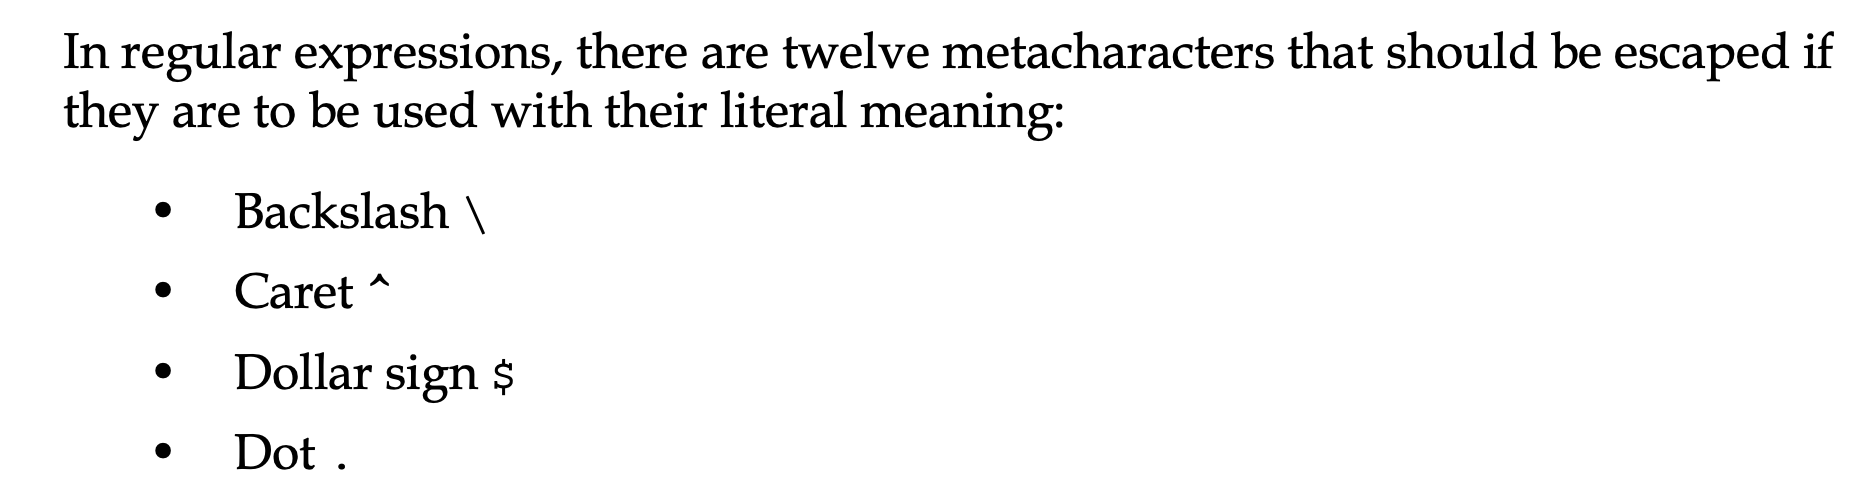 In regular expressions, there are twelve metacharacters that should be escaped if
they are to be used with their literal meaning:
• Backslash \
• Caret ^
• Dollar sign $
• Dot .